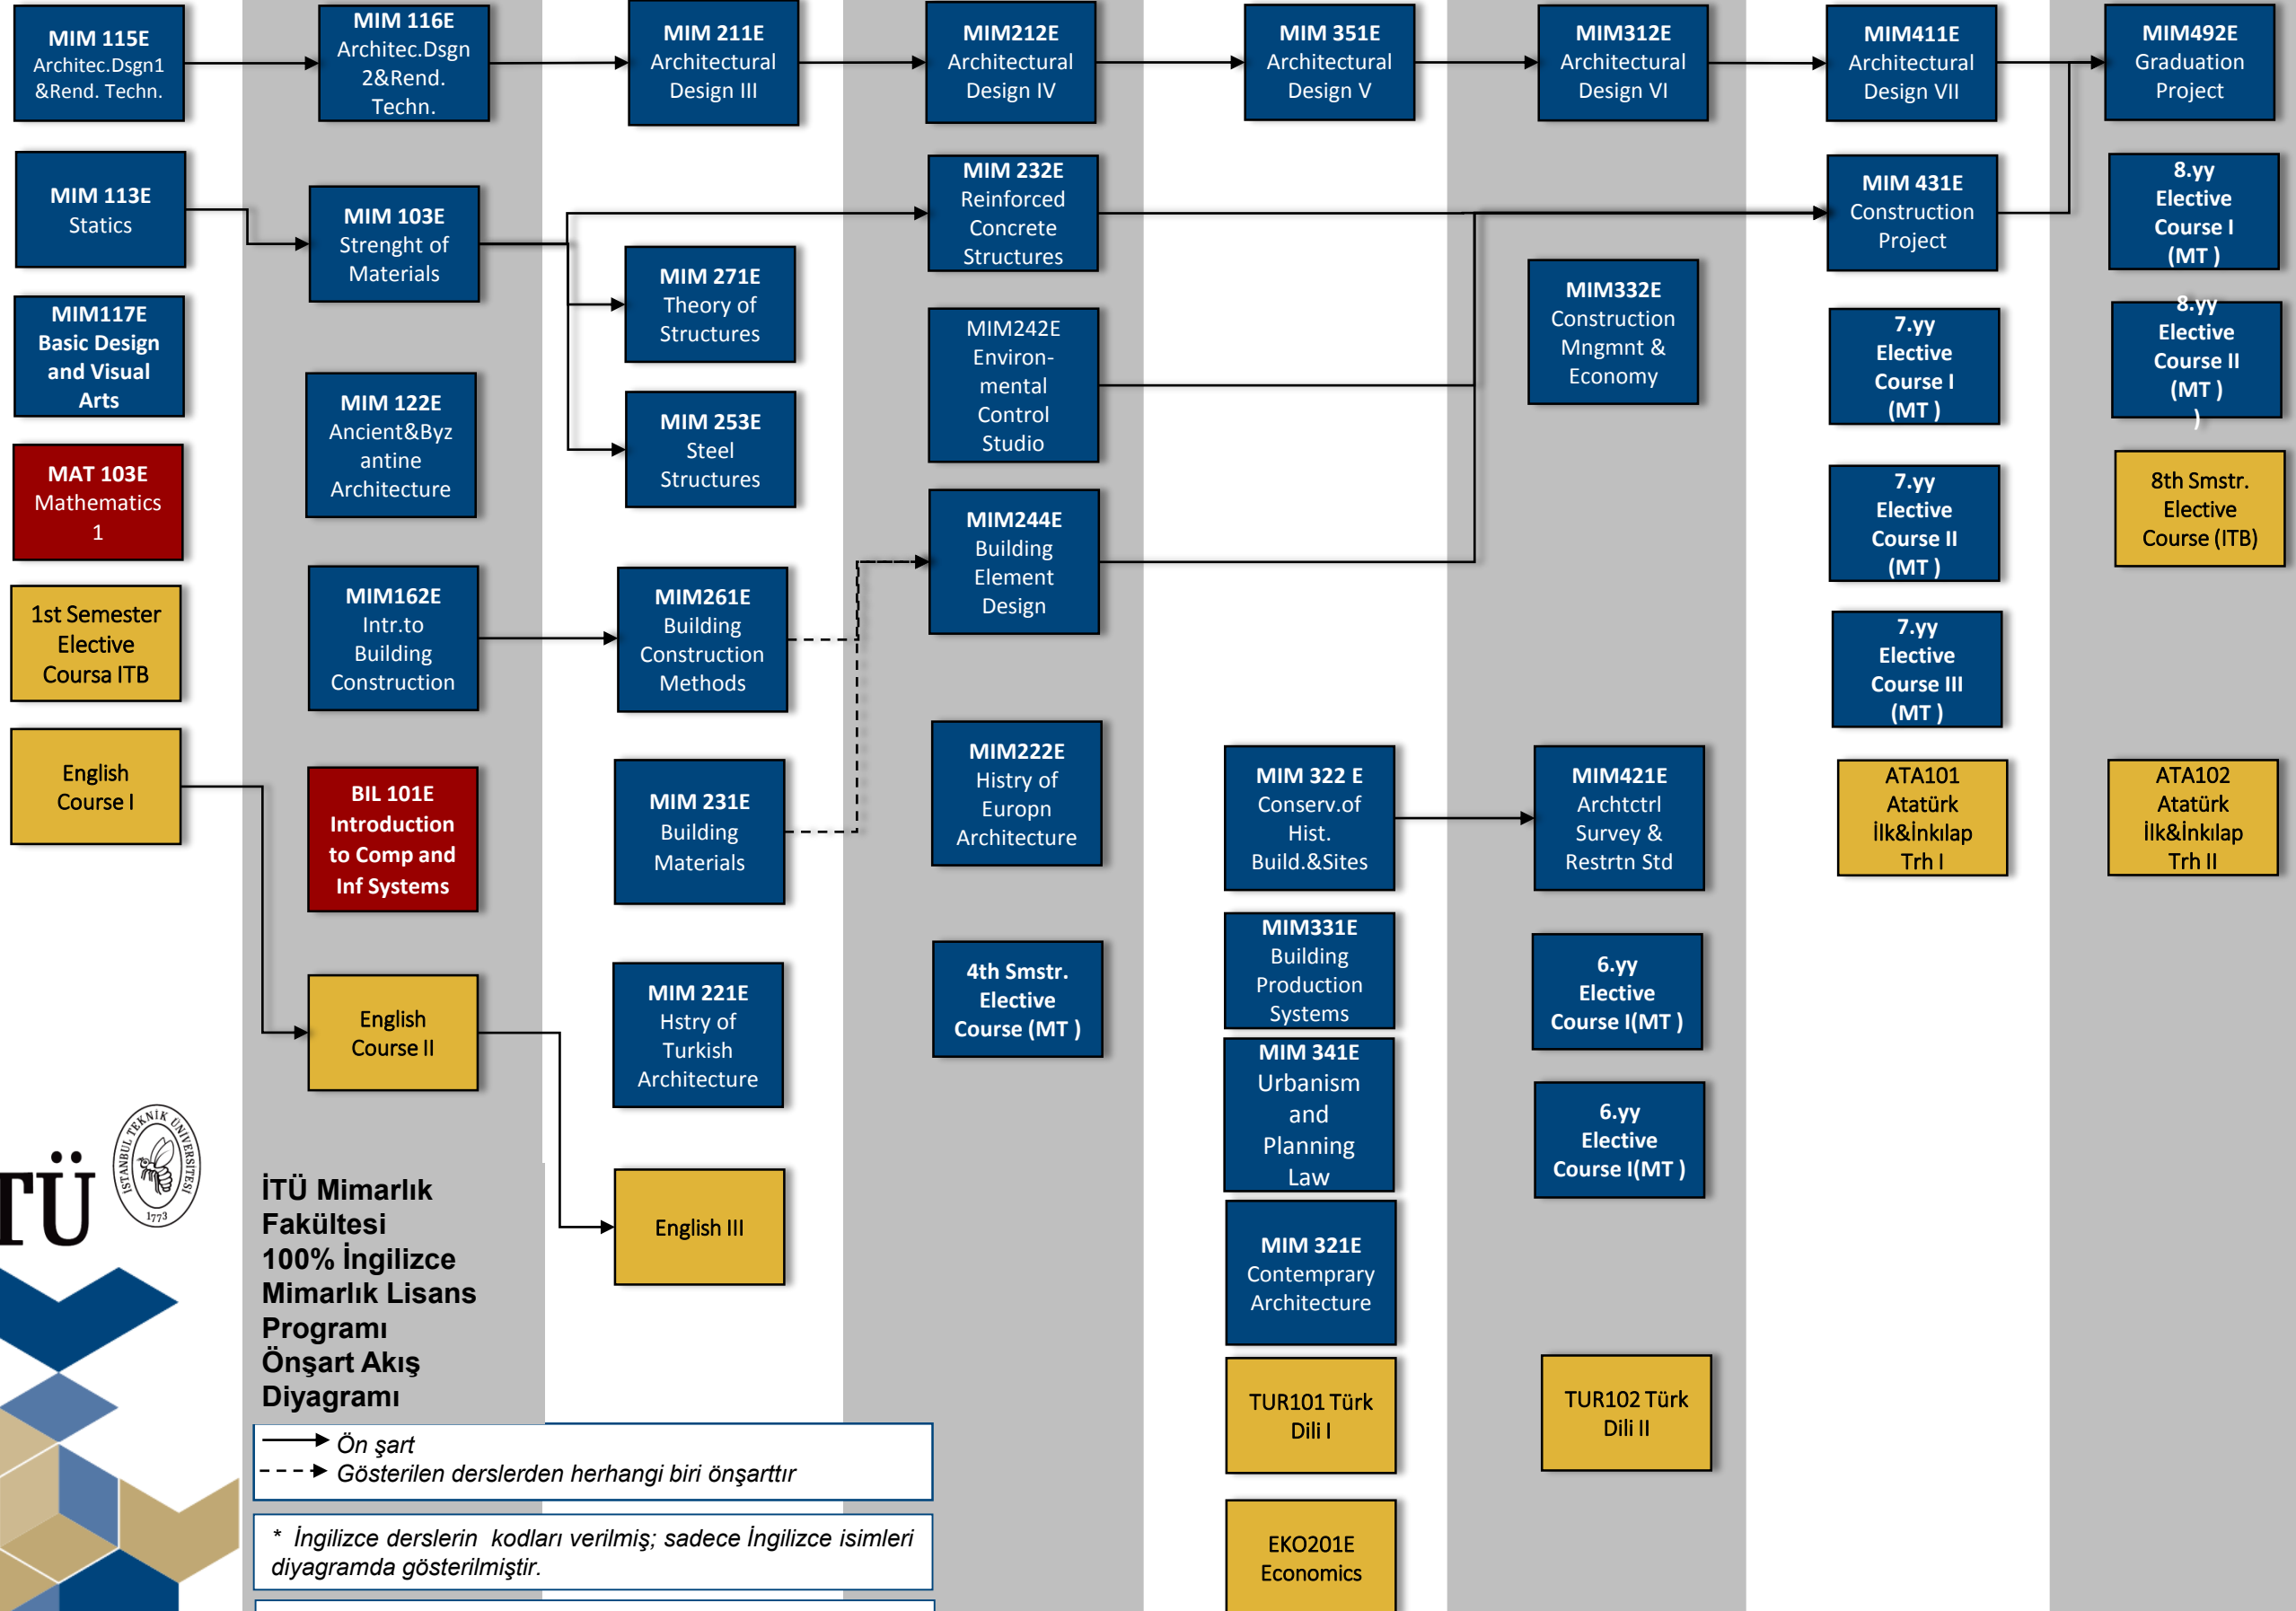 MIM 115E
Architec.Dsgn1
&Rend. Techn.
MIM 113E
Statics
MIM117E
Basic Design
and Visual
Arts
MAT 103E
Mathematics
1
1st Semester
Elective
Coursa ITB
English
Course I
MIM 116E
Architec.Dsgn
2&Rend.
Techn.
MIM 103E
Strenght of
Materials
MIM 122E
Ancient&Byz
antine
Architecture
MIM162E
Intr.to
Building
Construction
BIL 101E
Introduction
to Comp and
Inf Systems
English
Course II
MIM 211E
Architectural
Design III
MIM 271E
Theory of
Structures
MIM 253E
Steel
Structures
MIM261E
Building
Construction
Methods
MIM 231E
Building
Materials
MIM 221E
Hstry of
Turkish
Architecture
English III
MIM212E
Architectural
Design IV
MIM 232E
Reinforced
Concrete
Structures
MIM242E
Environ-
mental
Control
Studio
MIM244E
Building
Element
Design
MIM222E
Histry of
Europn
Architecture
4th Smstr.
Elective
Course (MT )
MIM 351E
Architectural
Design V
MIM 322 E
Conserv.of
Hist.
Build.&Sites
MIM331E
Building
Production
Systems
MIM 341E
Urbanism
and
Planning
Law
MIM 321E
Contemprary
Architecture
TUR101 Türk
Dili I
EKO201E
Economics
MIM312E
Architectural
Design VI
MIM332E
Construction
Mngmnt &
Economy
MIM421E
Archtctrl
Survey &
Restrtn Std
6.yy
Elective
Course I(MT )
6.yy
Elective
Course I(MT )
TUR102 Türk
Dili II
MIM411E
Architectural
Design VII
MIM 431E
Construction
Project
7.yy
Elective
Course I
(MT )
7.yy
Elective
Course II
(MT )
7.yy
Elective
Course III
(MT )
ATA101
Atatürk
İlk&İnkılap
Trh I
MIM492E
Graduation
Project
8.yy
Elective
Course I
(MT )
8.yy
Elective
Course II
(MT )
)
8th Smstr.
Elective
Course (ITB)
ATA102
Atatürk
İlk&İnkılap
Trh II
TÜ
İSTANBUL TEKNİK ÜNİVERSİTESİ
1773
İTÜ Mimarlık
Fakültesi
100% İngilizce
Mimarlık Lisans
Programı
Önşart Akış
Diyagramı
Ön şart
Gösterilen derslerden herhangi biri önşarttır
* İngilizce derslerin kodları verilmiş; sadece İngilizce isimleri
diyagramda gösterilmiştir.